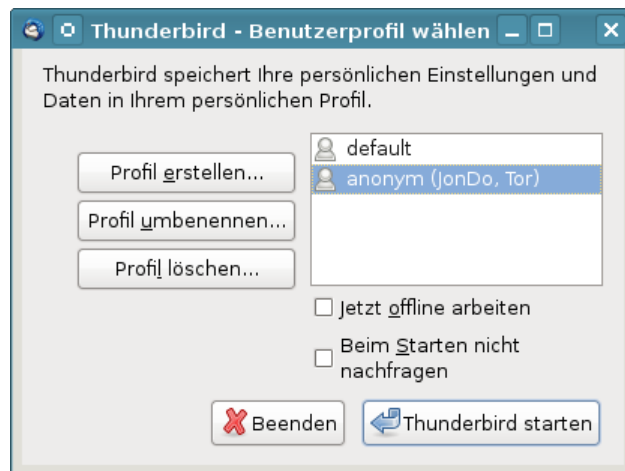 Thunderbird - Benutzerprofil wählen
Thunderbird speichert Ihre persönlichen Einstellungen und
Daten in Ihrem persönlichen Profil.
Profil erstellen...
Profil umbenennen...
Profil löschen...
default
anonym (JonDo, Tor)
Jetzt offline arbeiten
Beim Starten nicht
nachfragen
Beenden
Thunderbird starten